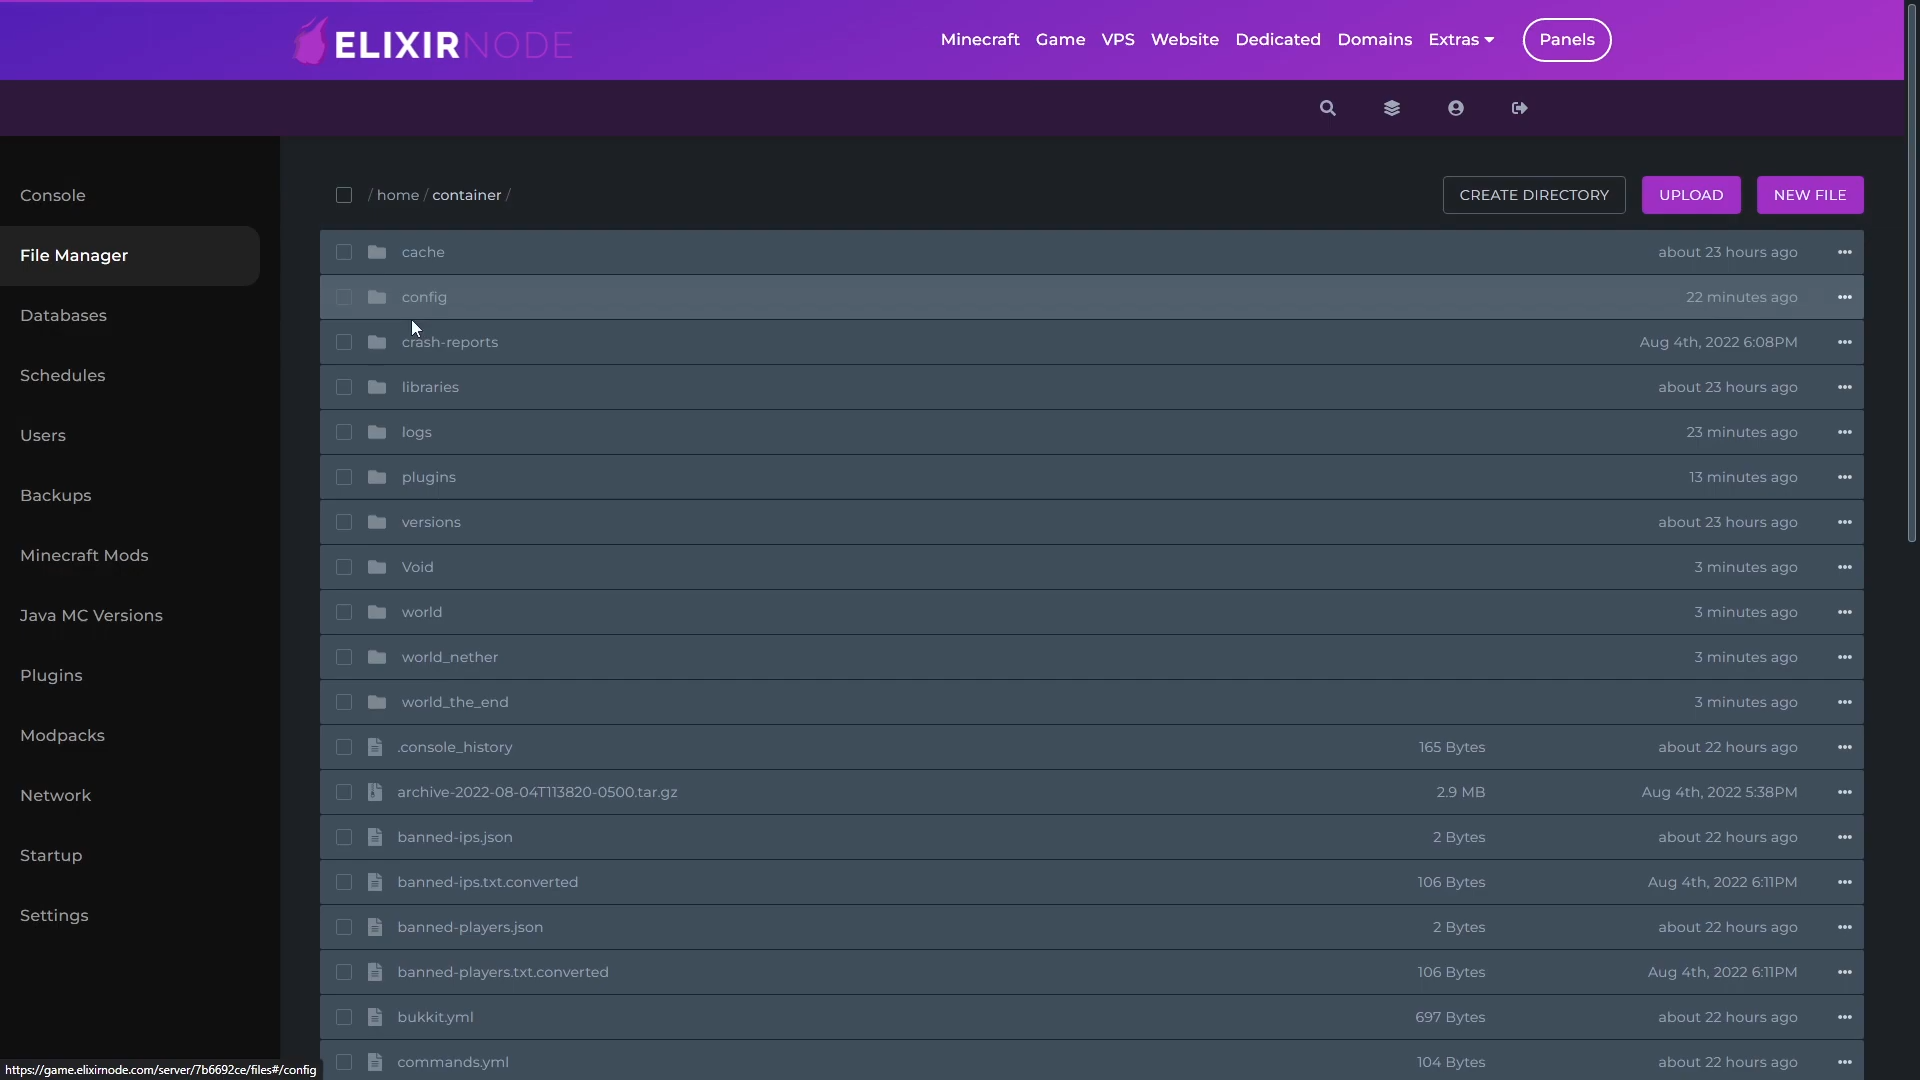 ELIXIRNODE
Minecraft Game VPS Website Dedicated Domains Extras Panels
Console
File Manager
Databases
Schedules
Users
Backups
Minecraft Mods
Java MC Versions
Plugins
Modpacks
Network
Startup
Settings
/ home / container /
CREATE DIRECTORY UPLOAD NEW FILE
cache about 23 hours ago
config 22 minutes ago
crash-reports Aug 4th, 2022 6:08PM
libraries about 23 hours ago
logs 23 minutes ago
plugins 13 minutes ago
versions about 23 hours ago
Void 3 minutes ago
world 3 minutes ago
world_nether 3 minutes ago
world_the_end 3 minutes ago
.console_history 165 Bytes about 22 hours ago
archive-2022-08-04T113820-0500.tar.gz 2.9 MB Aug 4th, 2022 5:38PM
banned-ips.json 2 Bytes about 22 hours ago
banned-ips.txt.converted 106 Bytes Aug 4th, 2022 6:11PM
banned-players.json 2 Bytes about 22 hours ago
banned-players.txt.converted 106 Bytes Aug 4th, 2022 6:11PM
bukkit.yml 697 Bytes about 22 hours ago
commands.yml 104 Bytes about 22 hours ago
https://game.elixirnode.com/server/7b6692ce/files#/config